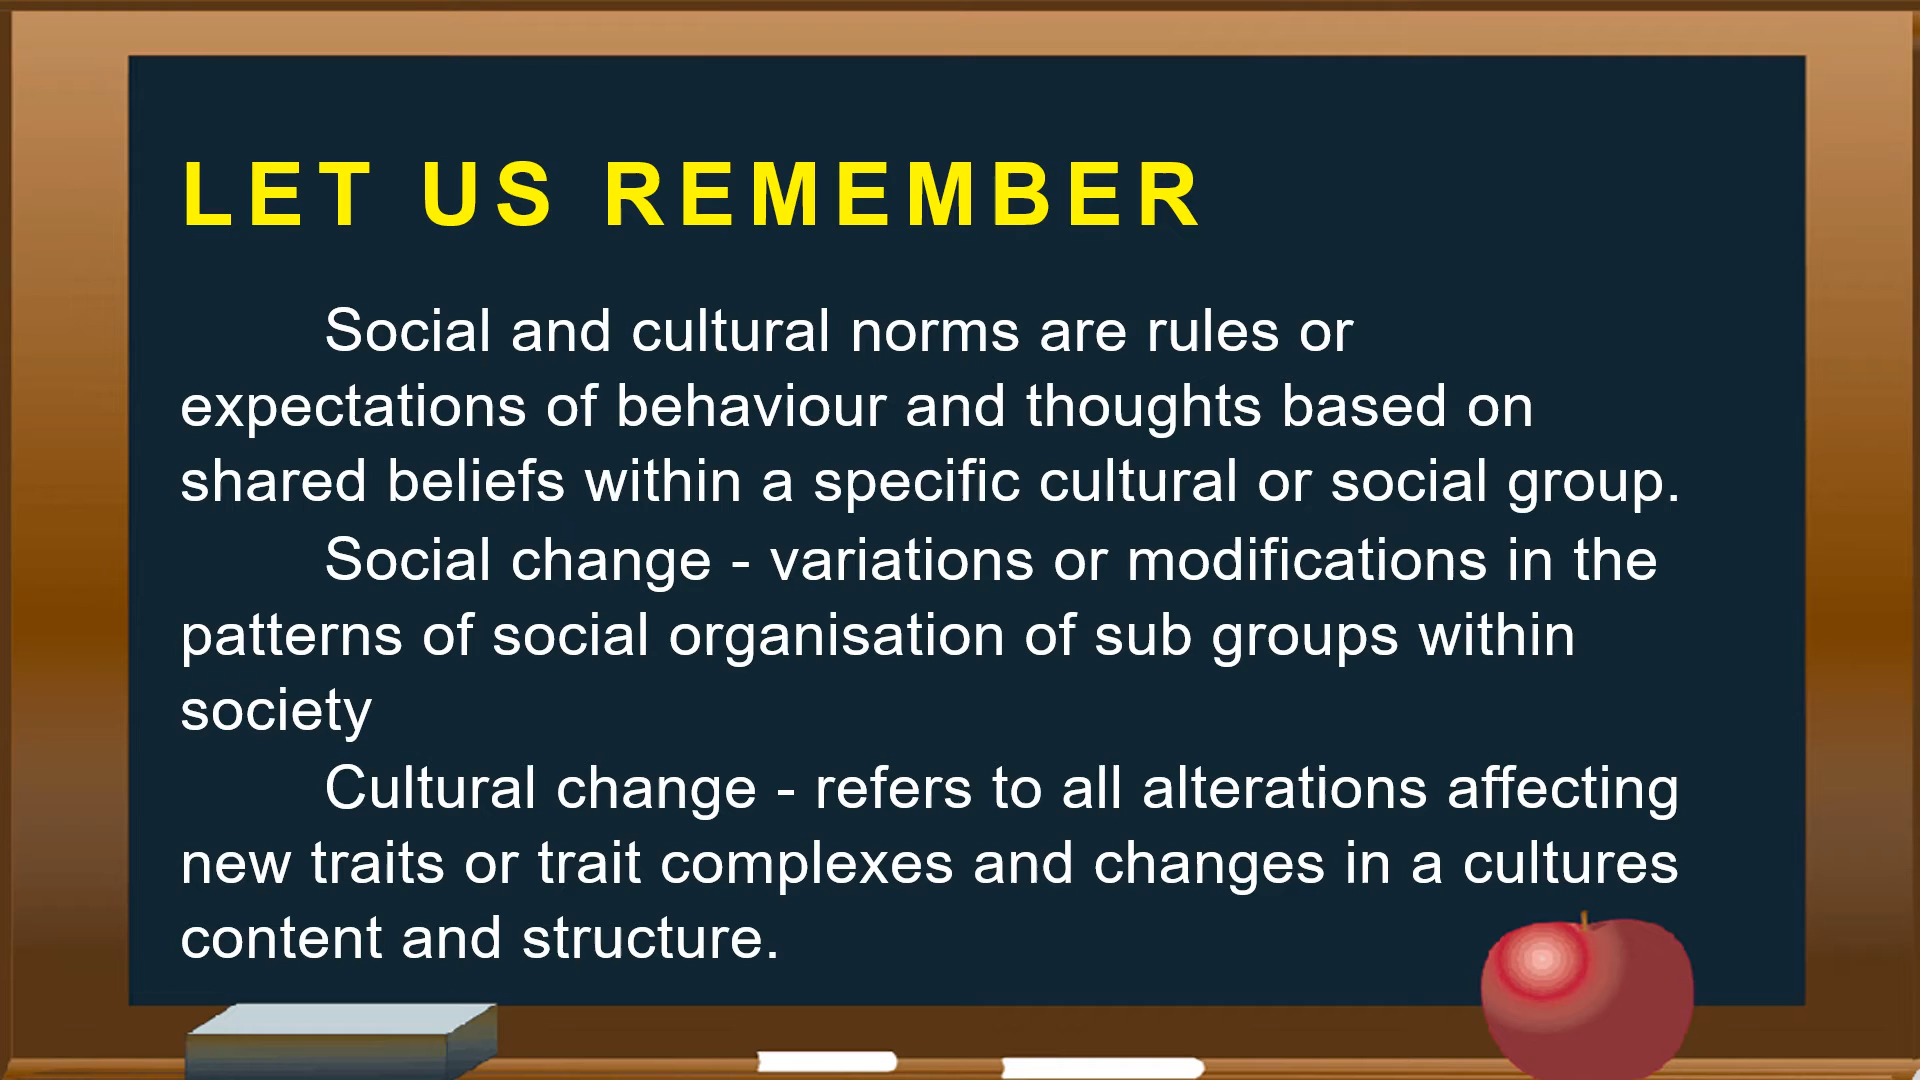 LET US REMEMBER
Social and cultural norms are rules or
expectations of behaviour and thoughts based on
shared beliefs within a specific cultural or social group.
Social change - variations or modifications in the
patterns of social organisation of sub groups within
society
Cultural change - refers to all alterations affecting
new traits or trait complexes and changes in a cultures
content and structure.